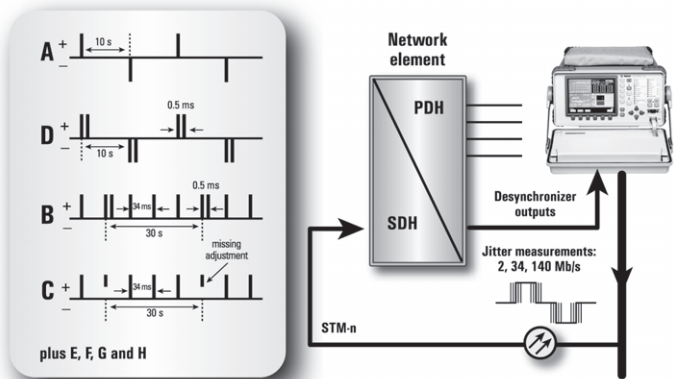 A + −
10 s
D + −
0.5 ms
10 s
B + −
0.5 ms
34 ms
30 s
C + −
missing
adjustment
34 ms
30 s
plus E, F, G and H
Network
element
PDH
SDH
Desynchronizer
outputs
Jitter measurements:
2, 34, 140 Mb/s
STM-n